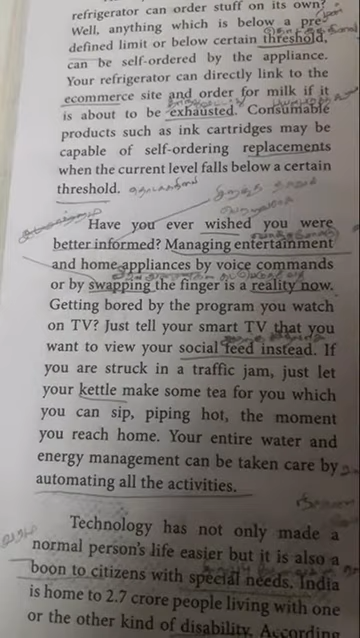 refrigerator can order stuff on its own?
Well, anything which is below a pre-
defined limit or below certain threshold,
can be self-ordered by the appliance.
Your refrigerator can directly link to the
ecommerce site and order for milk if it
is about to be exhausted. Consumable
products such as ink cartridges may be
capable of self-ordering replacements
when the current level falls below a certain
threshold.
Have you ever wished you were
better informed? Managing entertainment
and home appliances by voice commands
or by swapping the finger is a reality now.
Getting bored by the program you watch
on TV? Just tell your smart TV that you
want to view your social feed instead. If
you are struck in a traffic jam, just let
your kettle make some tea for you which
you can sip, piping hot, the moment
you reach home. Your entire water and
energy management can be taken care by
automating all the activities.
Technology has not only made a
normal person's life easier but it is also a
boon to citizens with special needs. India
is home to 2.7 crore people living with one
or the other kind of disability. According